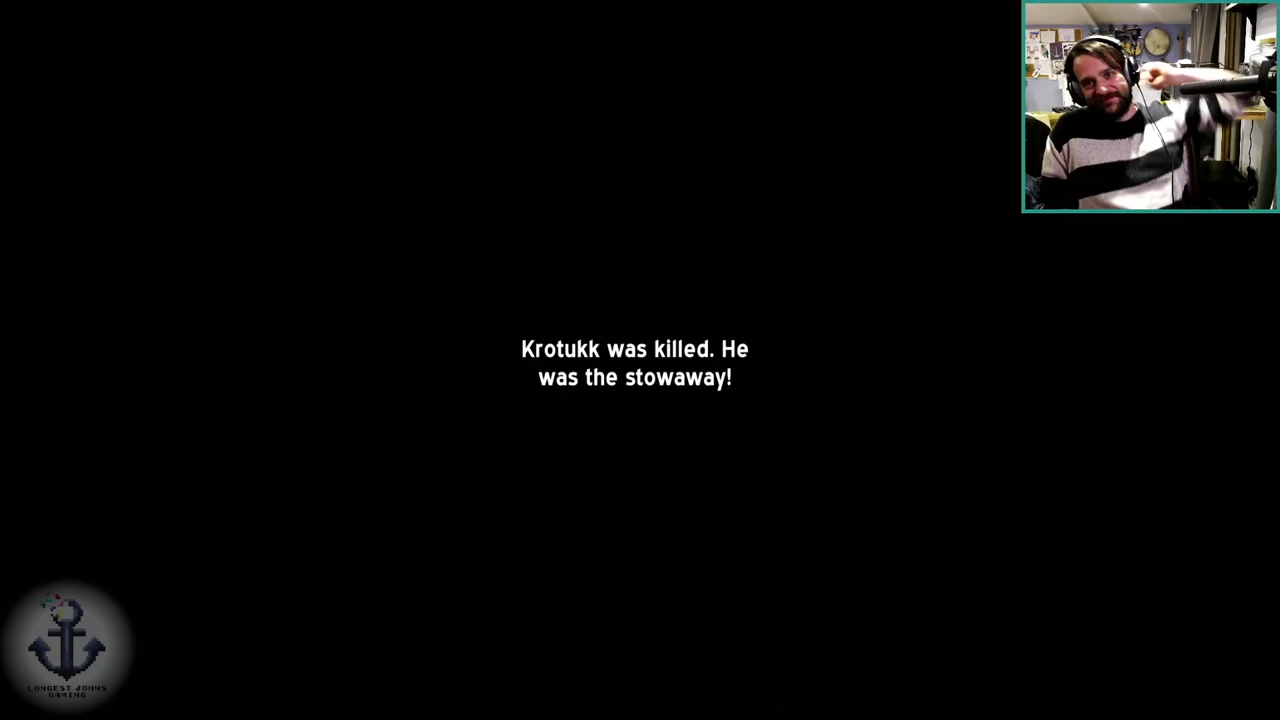 Krotukk was killed. He
was the stowaway!
LONGEST JOHNS
GAMING